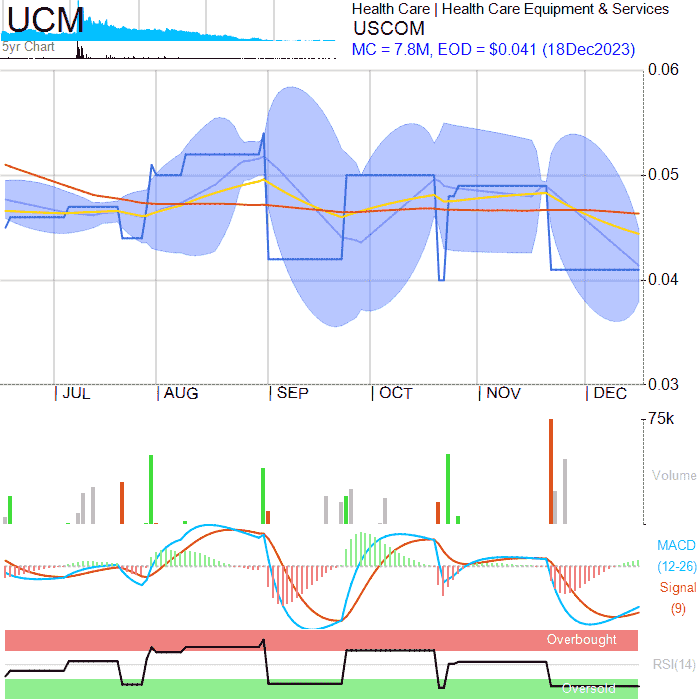 UCM
5yr Chart
Health Care | Health Care Equipment & Services
USCOM
MC = 7.8M, EOD = $0.041 (18Dec2023)
0.06
0.05
0.04
0.03
JUL AUG SEP OCT NOV DEC
75k
Volume
MACD
(12-26)
Signal
(9)
Overbought
RSI(14)
Oversold